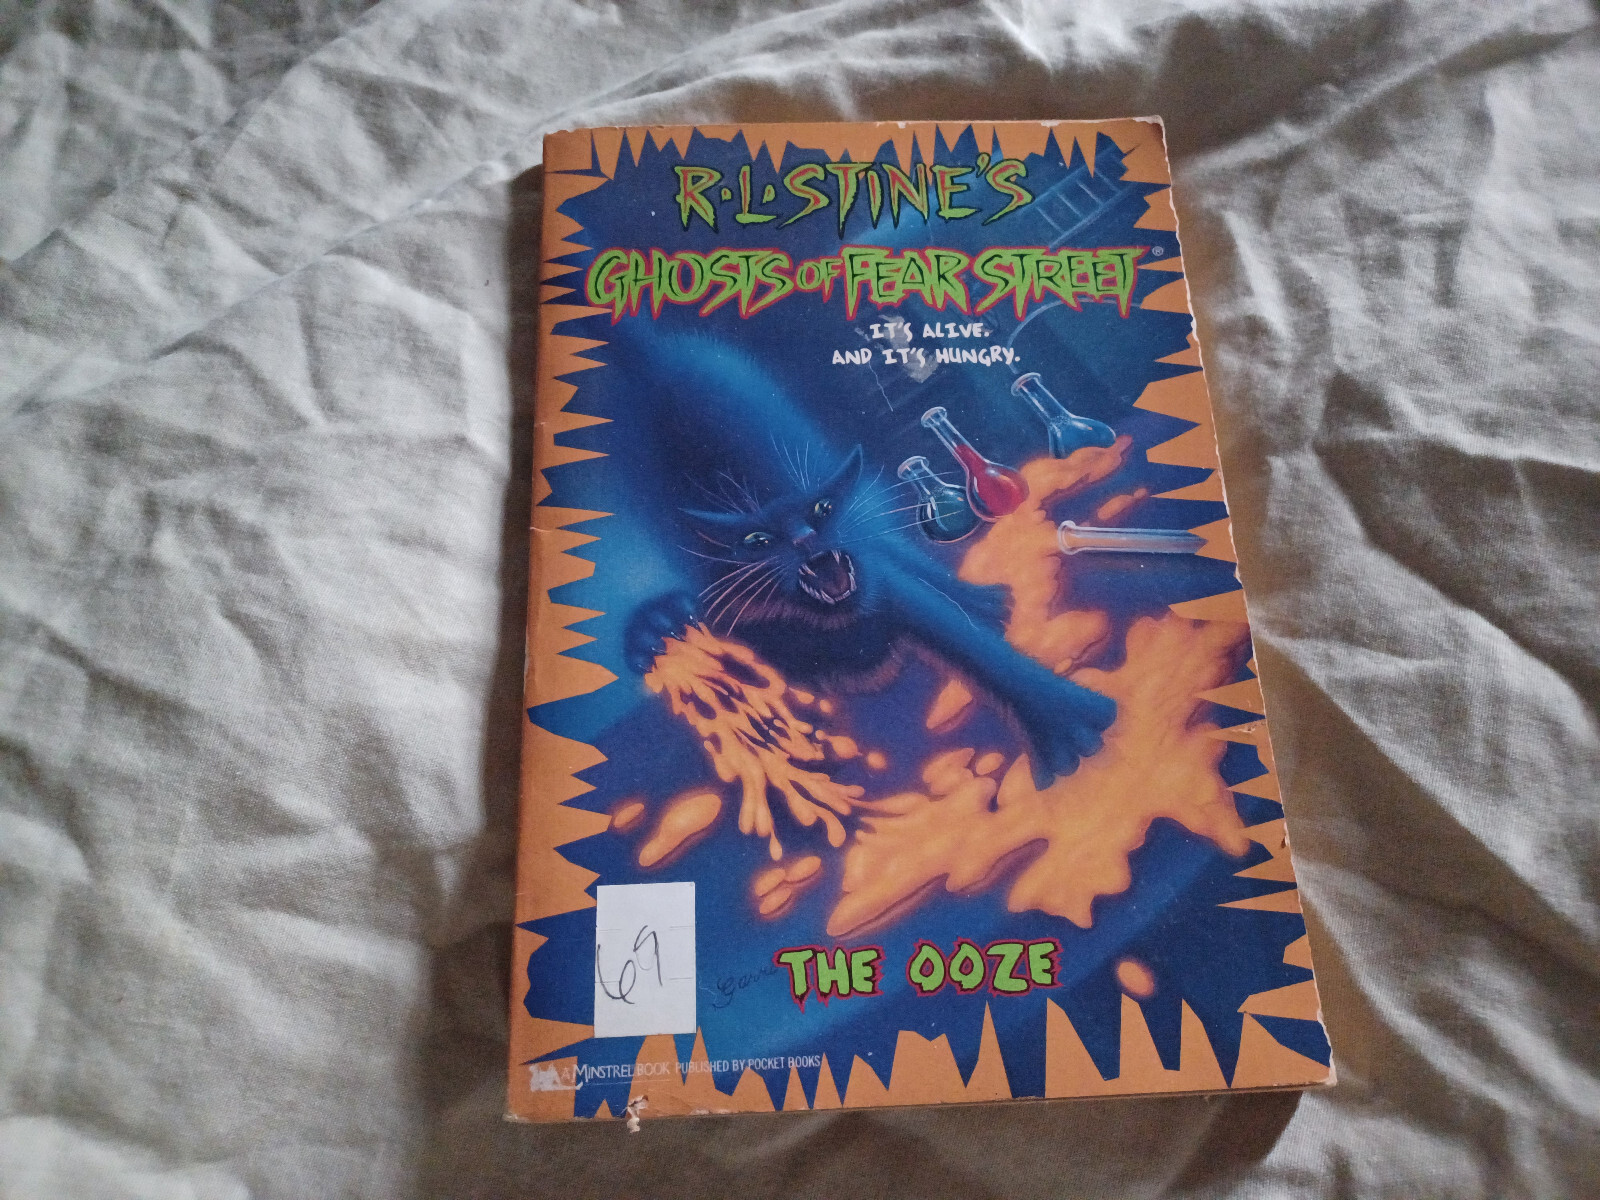 R·L·STINE'S
GHOSTS OF FEAR STREET®
IT'S ALIVE.
AND IT'S HUNGRY.
THE OOZE
69
A MINSTREL BOOK PUBLISHED BY POCKET BOOKS